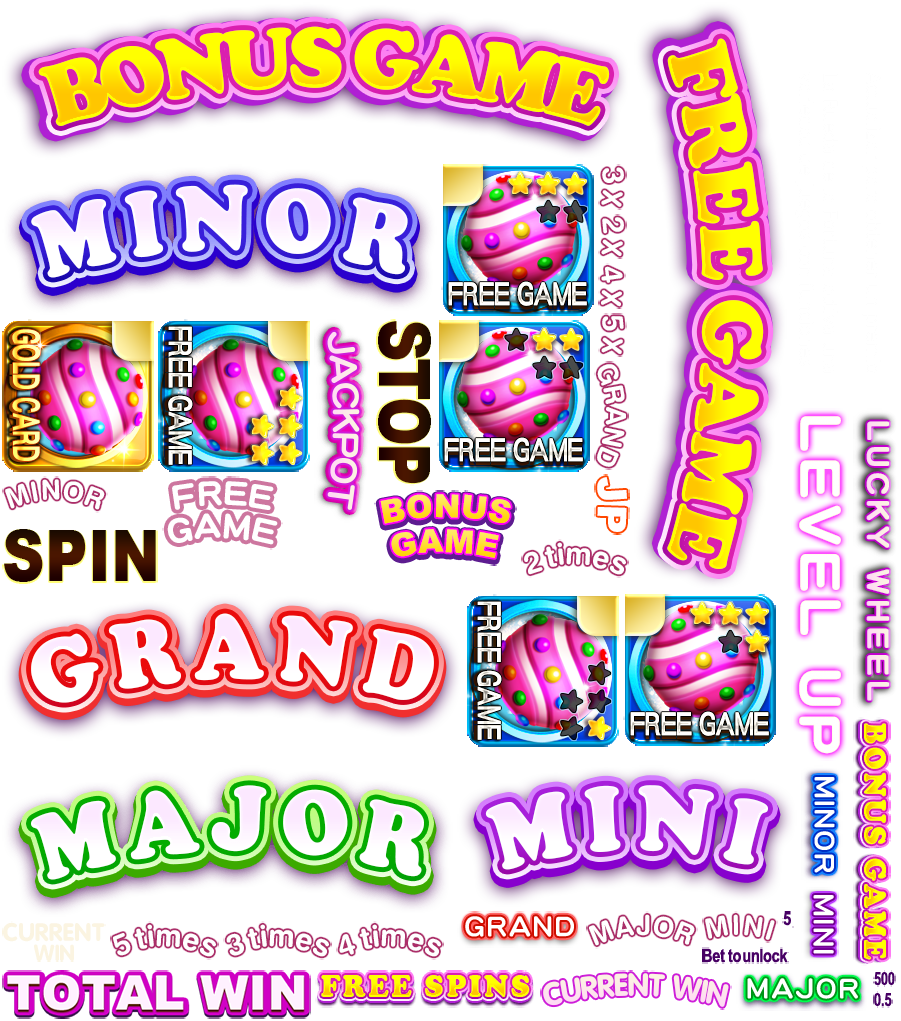 BONUS GAME
FREE GAME
MINOR
FREE GAME
3X 2X 4X 5X GRAND JP
GOLD CARD
FREE GAME
JACKPOT
STOP
FREE GAME
MINOR
FREE
GAME
BONUS
GAME
SPIN
2 times
LEVEL UP
LUCKY WHEEL
GRAND
FREE GAME
FREE GAME
MAJOR
MINI
MINOR
MINI
BONUS GAME
CURRENT
WIN
5 times 3 times 4 times
GRAND
MAJOR MINI
5
Bet to unlock
TOTAL WIN
FREE SPINS
CURRENT WIN
MAJOR
500
0.5